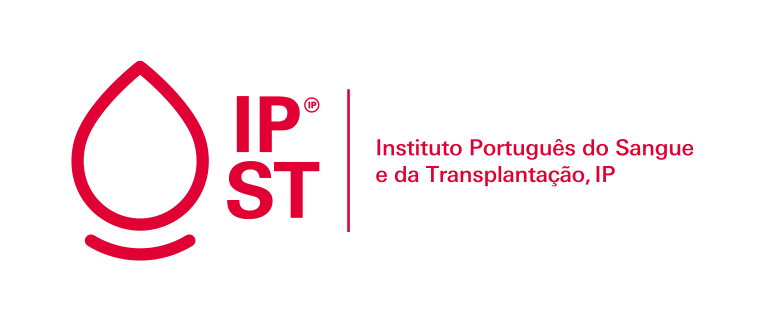 IP IP
ST
Instituto Português do Sangue
e da Transplantação, IP